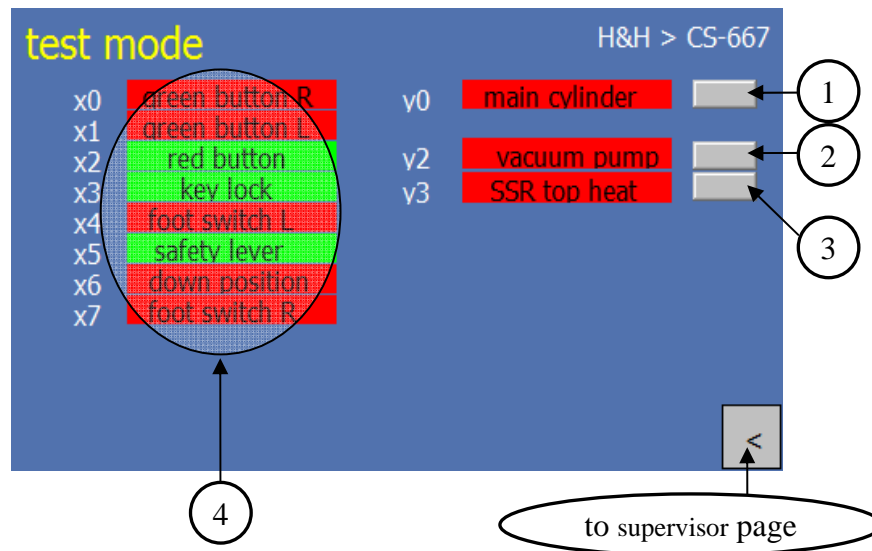 test mode
H&H > CS-667
x0 green button R y0 main cylinder
x1 green button L
x2 red button y2 vacuum pump
x3 key lock y3 SSR top heat
x4 foot switch L
x5 safety lever
x6 down position
x7 foot switch R
1
2
3
<
4
to supervisor page